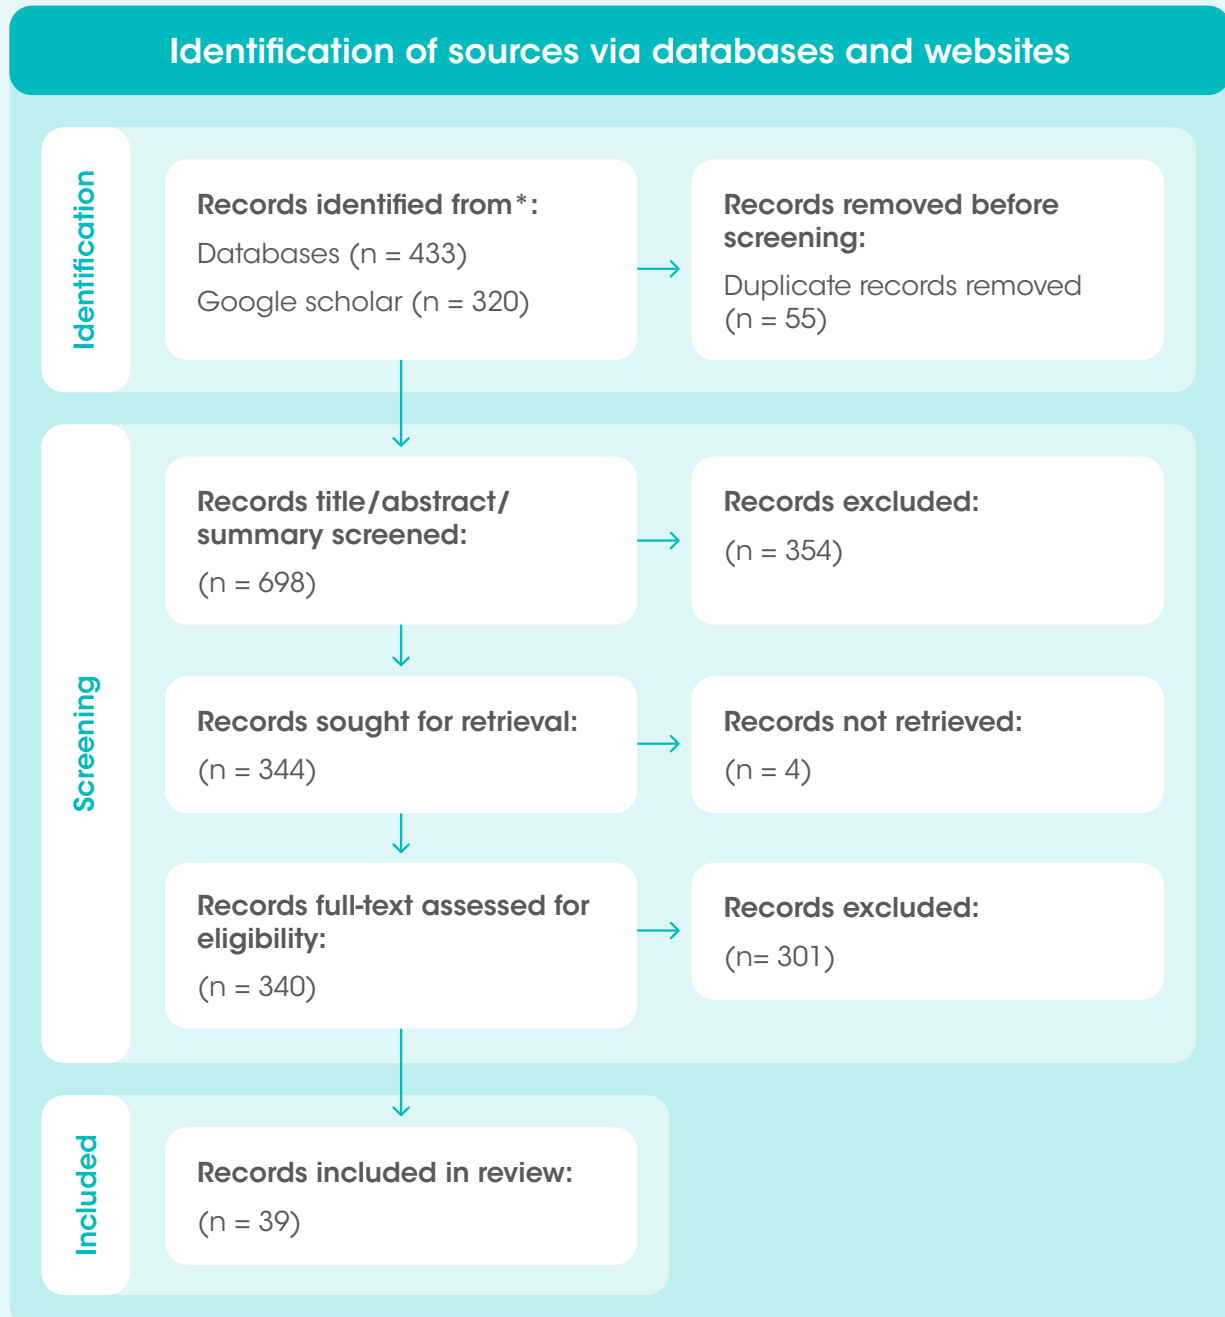 Identification of sources via databases and websites
Identification
Records identified from*:
Databases (n = 433)
Google scholar (n = 320)
Records removed before
screening:
Duplicate records removed
(n = 55)
Screening
Records title/abstract/
summary screened:
(n = 698)
Records excluded:
(n = 354)
Records sought for retrieval:
(n = 344)
Records not retrieved:
(n = 4)
Records full-text assessed for
eligibility:
(n = 340)
Records excluded:
(n= 301)
Included
Records included in review:
(n = 39)